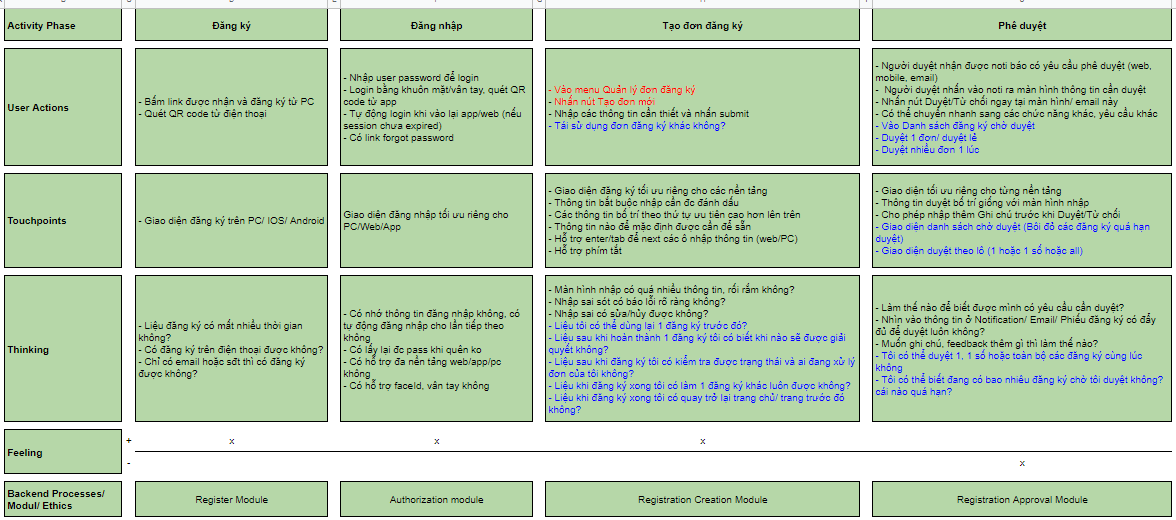 Activity Phase
Đăng ký
Đăng nhập
Tạo đơn đăng ký
Phê duyệt
User Actions
- Bấm link được nhận và đăng ký từ PC
- Quét QR code từ điện thoại
- Nhập user password để login
- Login bằng khuôn mặt/vân tay, quét QR
code từ app
- Tự động login khi vào lại app/web (nếu
session chưa expired)
- Có link forgot password
- Vào menu Quản lý đơn đăng ký
- Nhấn nút Tạo đơn mới
- Nhập các thông tin cần thiết và nhấn submit
- Tái sử dụng đơn đăng ký khác không?
- Người duyệt nhận được noti báo có yêu cầu phê duyệt (web,
mobile, email)
- Người duyệt nhấn vào noti ra màn hình thông tin cần duyệt
- Nhấn nút Duyệt/Từ chối ngay tại màn hình/ email này
- Có thể chuyển nhanh sang các chức năng khác, yêu cầu khác
- Vào Danh sách đăng ký chờ duyệt
- Duyệt 1 đơn/ duyệt lẻ
- Duyệt nhiều đơn 1 lúc
Touchpoints
- Giao diện đăng ký trên PC/ IOS/ Android
Giao diện đăng nhập tối ưu riêng cho
PC/Web/App
- Giao diện đăng ký tối ưu riêng cho các nền tảng
- Thông tin bắt buộc nhập cần đc đánh dấu
- Các thông tin bố trí theo thứ tự ưu tiên cao hơn lên trên
- Thông tin nào để mặc định được cần để sẵn
- Hỗ trợ enter/tab để next các ô nhập thông tin (web/PC)
- Hỗ trợ phím tắt
- Giao diện tối ưu riêng cho từng nền tảng
- Thông tin duyệt bố trí giống với màn hình nhập
- Cho phép nhập thêm Ghi chú trước khi Duyệt/Từ chối
- Giao diện danh sách chờ duyệt (Bôi đỏ các đăng ký quá hạn
duyệt)
- Giao diện duyệt theo lô (1 hoặc 1 số hoặc all)
Thinking
- Liệu đăng ký có mất nhiều thời gian
không?
- Có đăng ký trên điện thoại được không?
- Chỉ có email hoặc sđt thì có đăng ký
được không?
- Có nhớ thông tin đăng nhập không, có
tự động đăng nhập cho lần tiếp theo
không
- Có lấy lại đc pass khi quên ko
- Có hỗ trợ đa nền tảng web/app/pc
không
- Có hỗ trợ faceId, vân tay không
- Màn hình nhập có quá nhiều thông tin, rối rắm không?
- Nhập sai sót có báo lỗi rõ ràng không?
- Nhập sai có sửa/hủy được không?
- Liệu tôi có thể dùng lại 1 đăng ký trước đó?
- Liệu sau khi hoàn thành 1 đăng ký tôi có biết khi nào sẽ được giải
quyết không?
- Liệu sau khi đăng ký tôi có kiểm tra được trạng thái và ai đang xử lý
đơn của tôi không?
- Liệu khi đăng ký xong tôi có làm 1 đăng ký khác luôn được không?
- Liệu khi đăng ký xong tôi có quay trở lại trang chủ/ trang trước đó
không?
- Làm thế nào để biết được mình có yêu cầu cần duyệt?
- Nhìn vào thông tin ở Notification/ Email/ Phiếu đăng ký có đầy
đủ để duyệt luôn không?
- Muốn ghi chú, feedback thêm gì thì làm thế nào?
- Tôi có thể duyệt 1, 1 số hoặc toàn bộ các đăng ký cùng lúc
không
- Tôi có thể biết đang có bao nhiêu đăng ký chờ tôi duyệt không?
cái nào quá hạn?
Feeling
+
x
x
x
-
x
Backend Processes/
Modul/ Ethics
Register Module
Authorization module
Registration Creation Module
Registration Approval Module